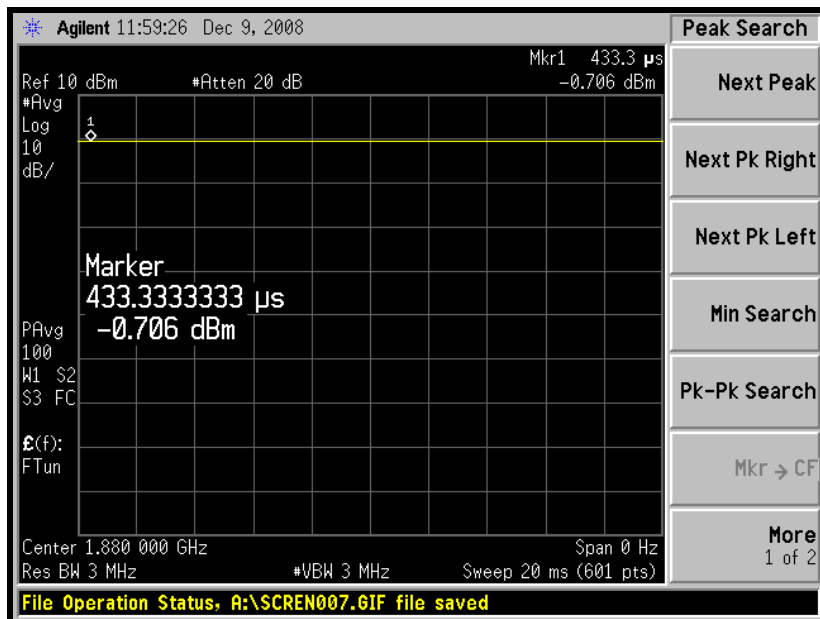 Agilent 11:59:26 Dec 9, 2008
Peak Search
Mkr1 433.3 µs
Ref 10 dBm #Atten 20 dB -0.706 dBm
#Avg
Log
10
dB/
1
Marker
433.3333333 µs
-0.706 dBm
PAvg
100
W1 S2
S3 FC
£(f):
FTun
Center 1.880 000 GHz Span 0 Hz
Res BW 3 MHz #VBW 3 MHz Sweep 20 ms (601 pts)
File Operation Status, A:\SCREN007.GIF file saved
Next Peak
Next Pk Right
Next Pk Left
Min Search
Pk-Pk Search
Mkr → CF
More
1 of 2